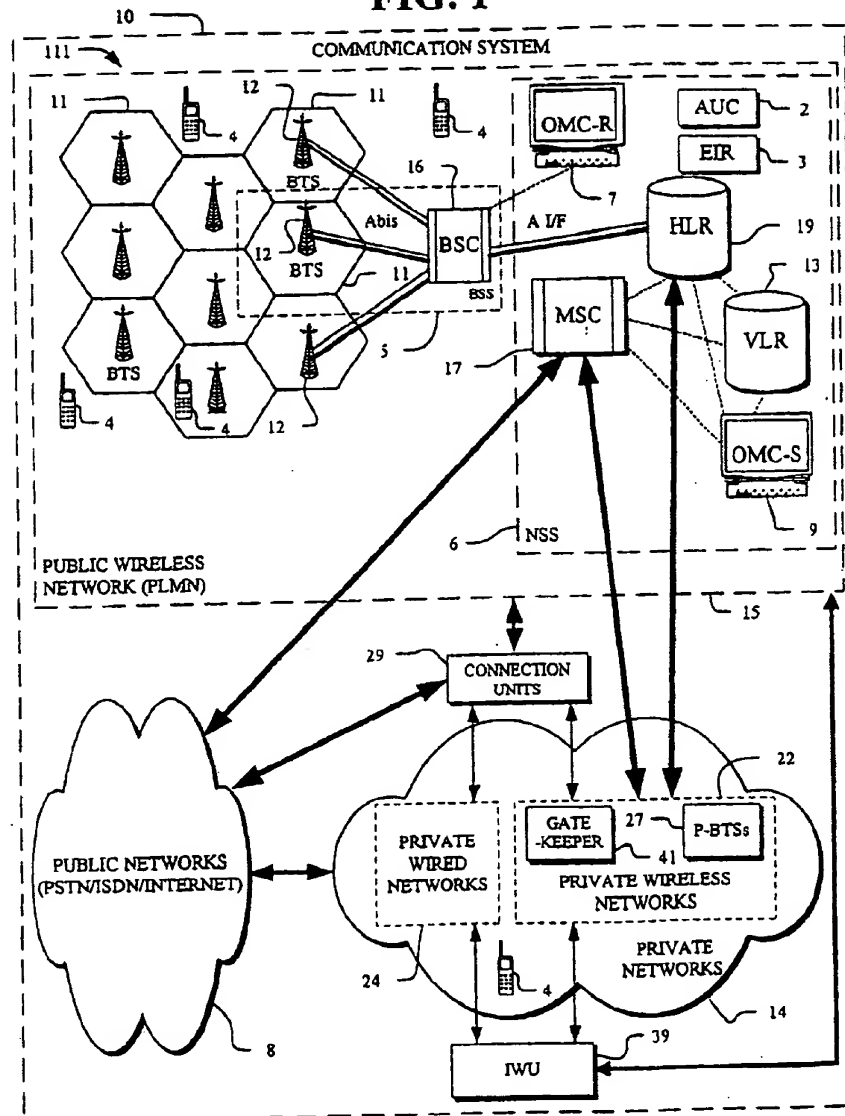 FIG. 1
10
COMMUNICATION SYSTEM
111
11
12
11
4
4
OMC-R
7
AUC
2
EIR
3
BTS
16
Abis
BSC
BSS
A I/F
HLR
19
12
BTS
11
5
13
MSC
17
VLR
BTS
4
4
12
OMC-S
9
6
NSS
PUBLIC WIRELESS
NETWORK (PLMN)
15
29
CONNECTION
UNITS
22
PUBLIC NETWORKS
(PSTN/ISDN/INTERNET)
8
PRIVATE
WIRED
NETWORKS
24
GATE
-KEEPER
41
27
P-BTSs
PRIVATE WIRELESS
NETWORKS
4
PRIVATE
NETWORKS
14
IWU
39